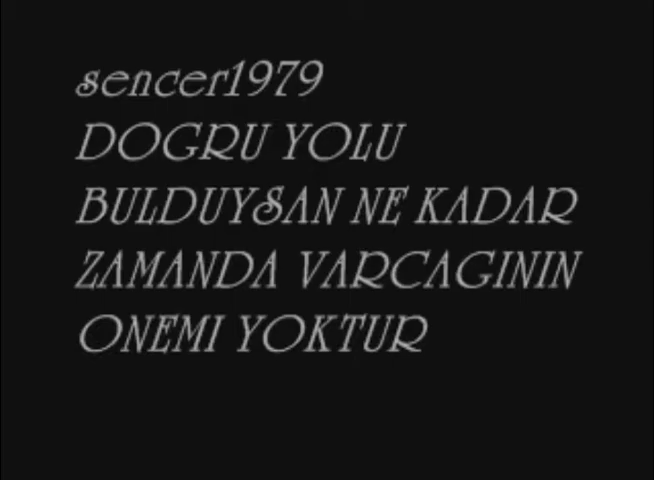 sencer1979
DOGRU YOLU
BULDUYSAN NE KADAR
ZAMANDA VARCAGININ
ONEMI YOKTUR